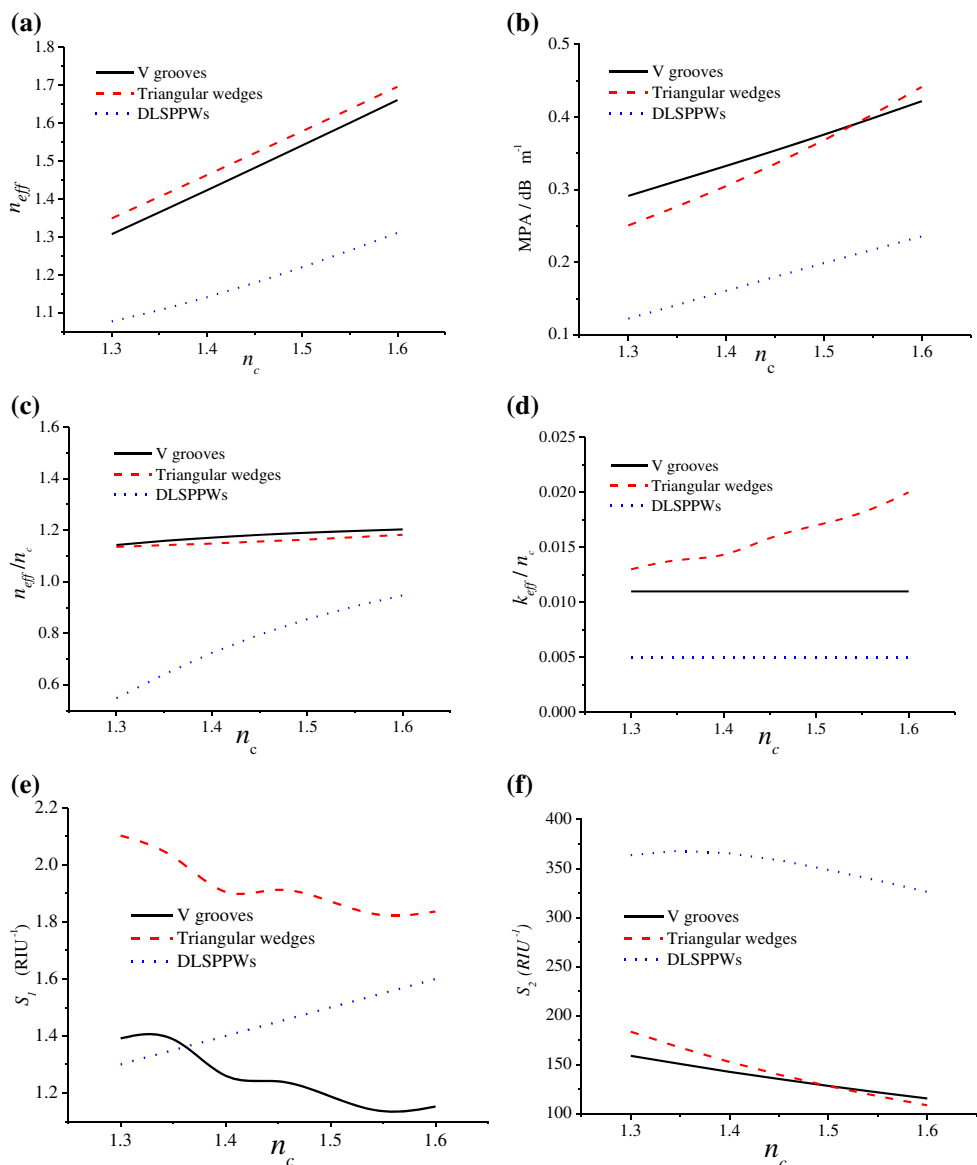 (a)
1.8
1.7
1.6
1.5
1.4
1.3
1.2
1.1
n_eff
V grooves
Triangular wedges
DLSPPWs
1.3 1.4 1.5 1.6
n_c
(b)
0.5
0.4
0.3
0.2
0.1
MPA / dB m⁻¹
V grooves
Triangular wedges
DLSPPWs
1.3 1.4 1.5 1.6
n_c
(c)
1.6
1.4
1.2
1.0
0.8
0.6
n_eff/n_c
V grooves
Triangular wedges
DLSPPWs
1.3 1.4 1.5 1.6
n_c
(d)
0.025
0.020
0.015
0.010
0.005
0.000
k_eff / n_c
V grooves
Triangular wedges
DLSPPWs
1.3 1.4 1.5 1.6
n_c
(e)
2.2
2.0
1.8
1.6
1.4
1.2
S_1 (RIU⁻¹)
V grooves
Triangular wedges
DLSPPWs
1.3 1.4 1.5 1.6
n_c
(f)
400
350
300
250
200
150
100
S_2 (RIU⁻¹)
V grooves
Triangular wedges
DLSPPWs
1.3 1.4 1.5 1.6
n_c